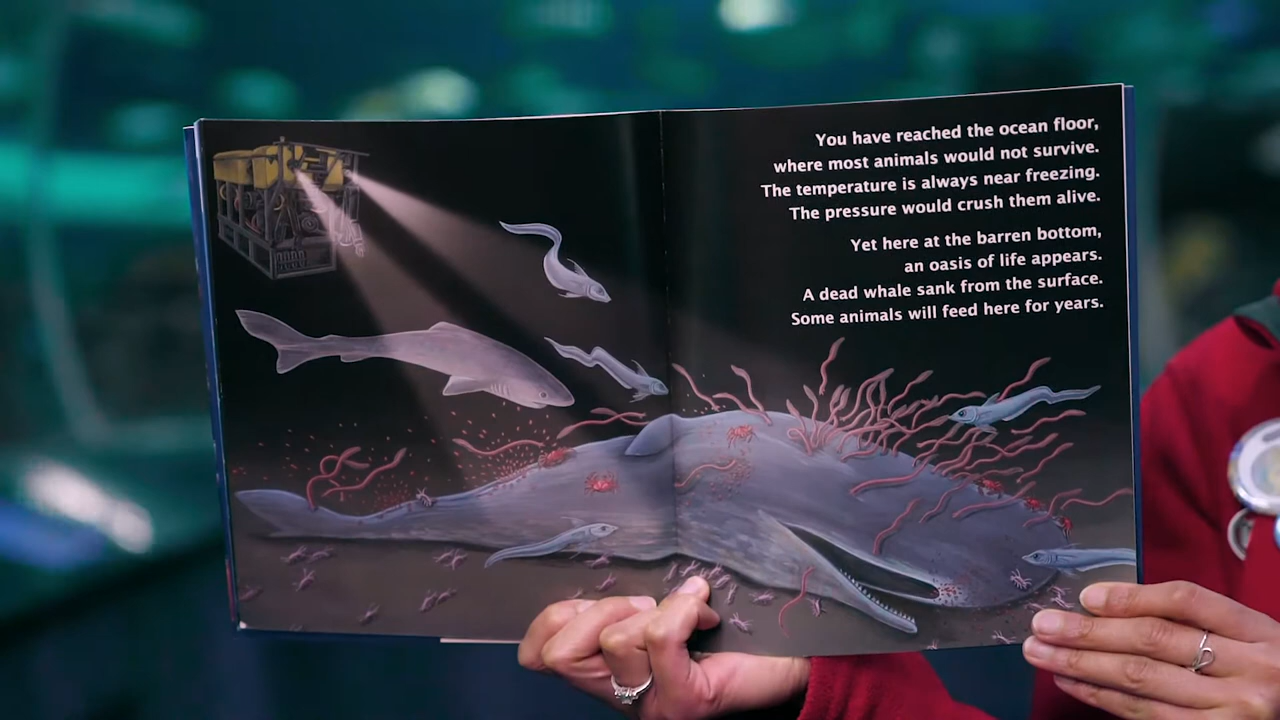 You have reached the ocean floor,
where most animals would not survive.
The temperature is always near freezing.
The pressure would crush them alive.
Yet here at the barren bottom,
an oasis of life appears.
A dead whale sank from the surface.
Some animals will feed here for years.